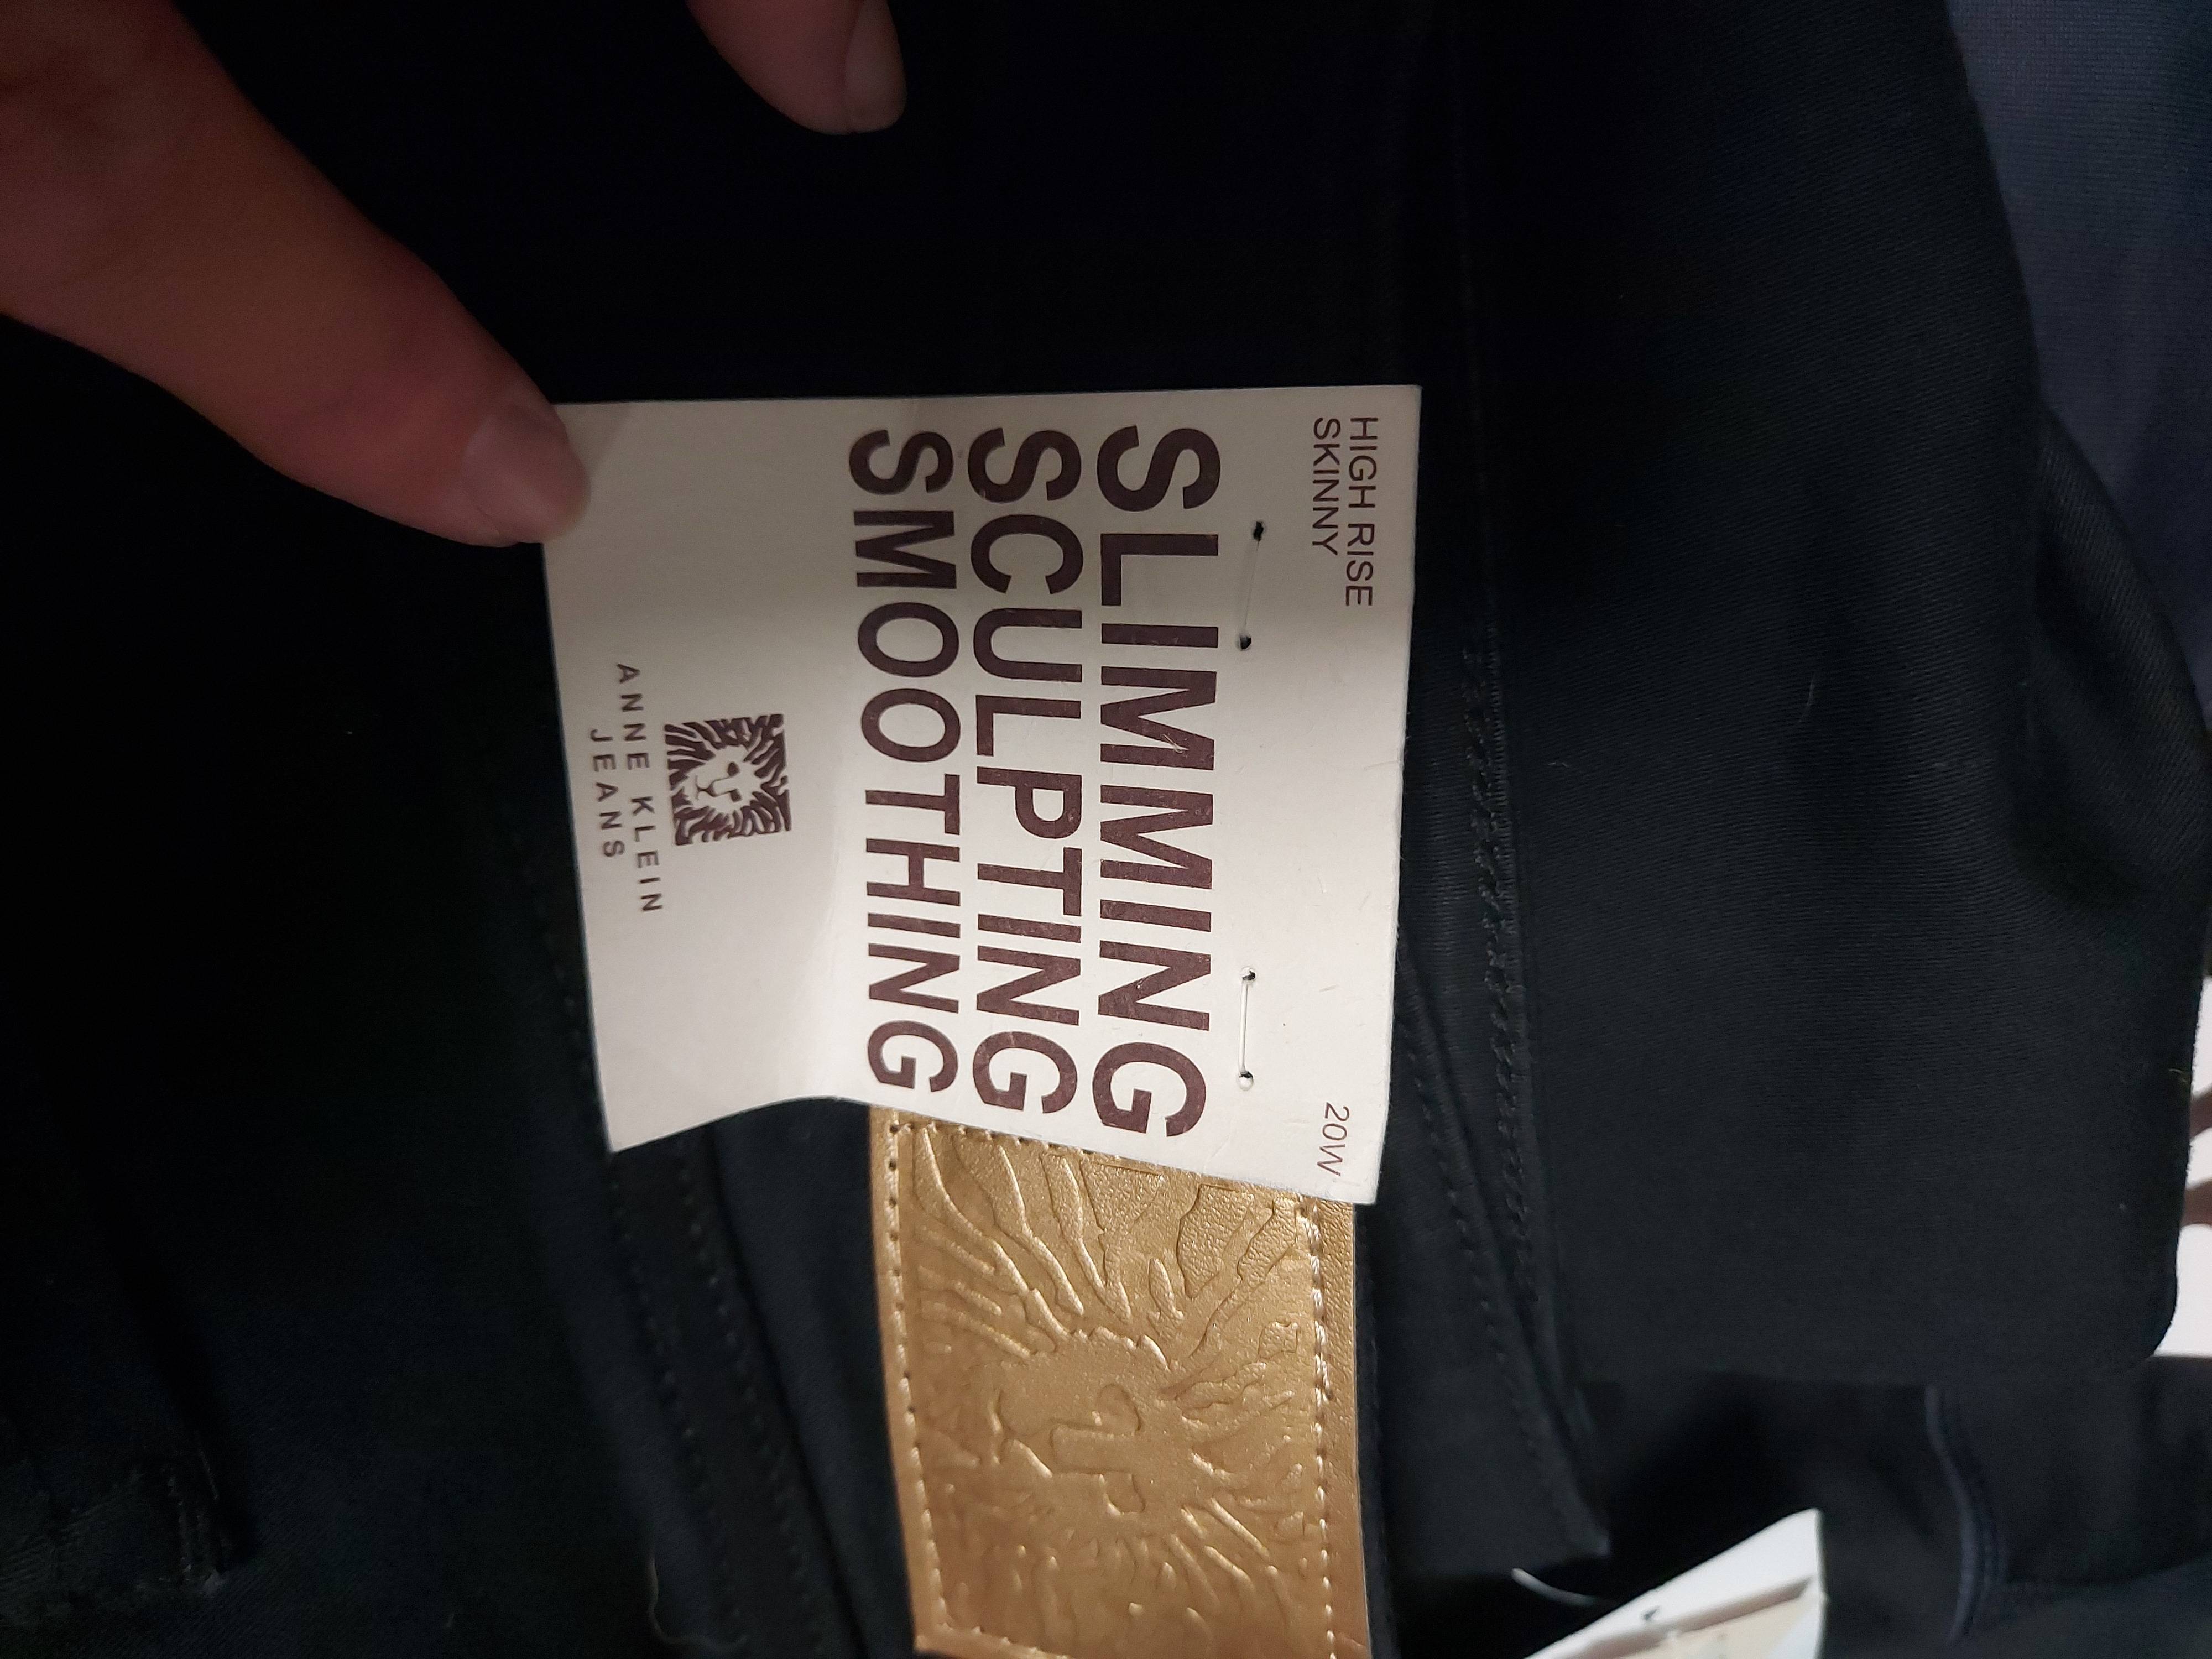 HIGH RISE
SKINNY
20W
SLIMMING
SCULPTING
SMOOTHING
ANNE KLEIN
JEANS